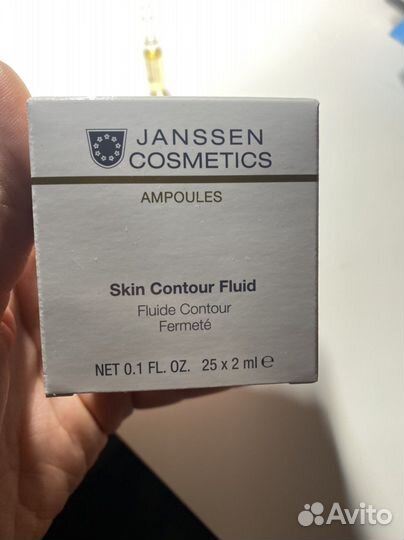 JANSSEN
COSMETICS
AMPOULES
Skin Contour Fluid
Fluide Contour
Fermeté
NET 0.1 FL. OZ. 25 x 2 ml ℮
Avito